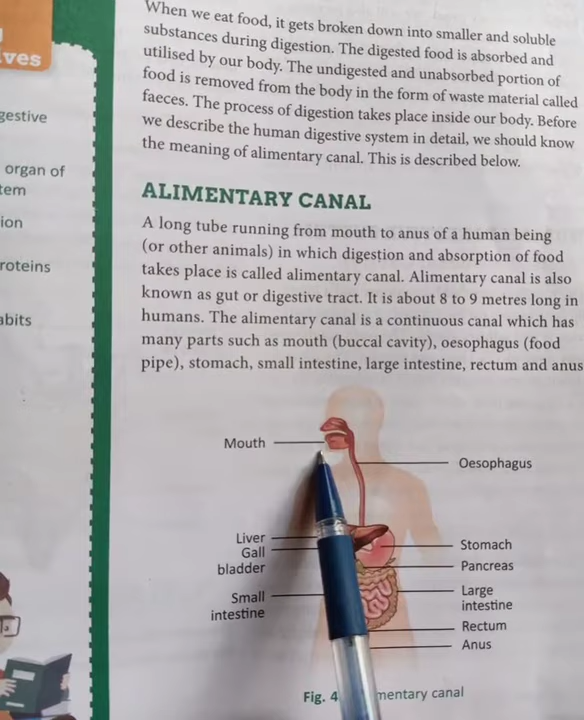 ves
gestive
organ of
tem
ion
roteins
abits
When we eat food, it gets broken down into smaller and soluble
substances during digestion. The digested food is absorbed and
utilised by our body. The undigested and unabsorbed portion of
food is removed from the body in the form of waste material called
faeces. The process of digestion takes place inside our body. Before
we describe the human digestive system in detail, we should know
the meaning of alimentary canal. This is described below.
ALIMENTARY CANAL
A long tube running from mouth to anus of a human being
(or other animals) in which digestion and absorption of food
takes place is called alimentary canal. Alimentary canal is also
known as gut or digestive tract. It is about 8 to 9 metres long in
humans. The alimentary canal is a continuous canal which has
many parts such as mouth (buccal cavity), oesophagus (food
pipe), stomach, small intestine, large intestine, rectum and anus
Mouth
Oesophagus
Liver
Gall
bladder
Small
intestine
Stomach
Pancreas
Large
intestine
Rectum
Anus
Fig. 4 mentary canal